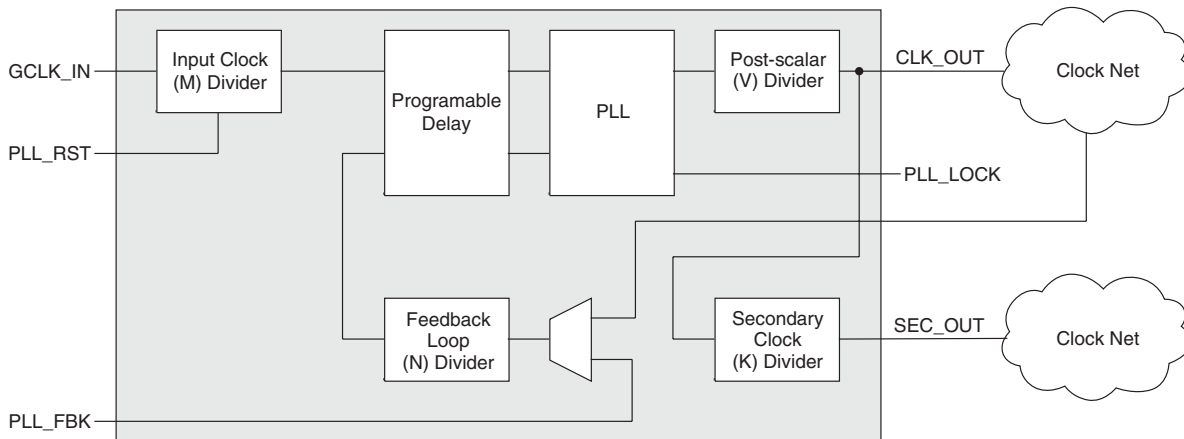 GCLK_IN
Input Clock
(M) Divider
Programable
Delay
PLL
Post-scalar
(V) Divider
CLK_OUT
Clock Net
PLL_RST
PLL_LOCK
Feedback
Loop
(N) Divider
Secondary
Clock
(K) Divider
SEC_OUT
Clock Net
PLL_FBK